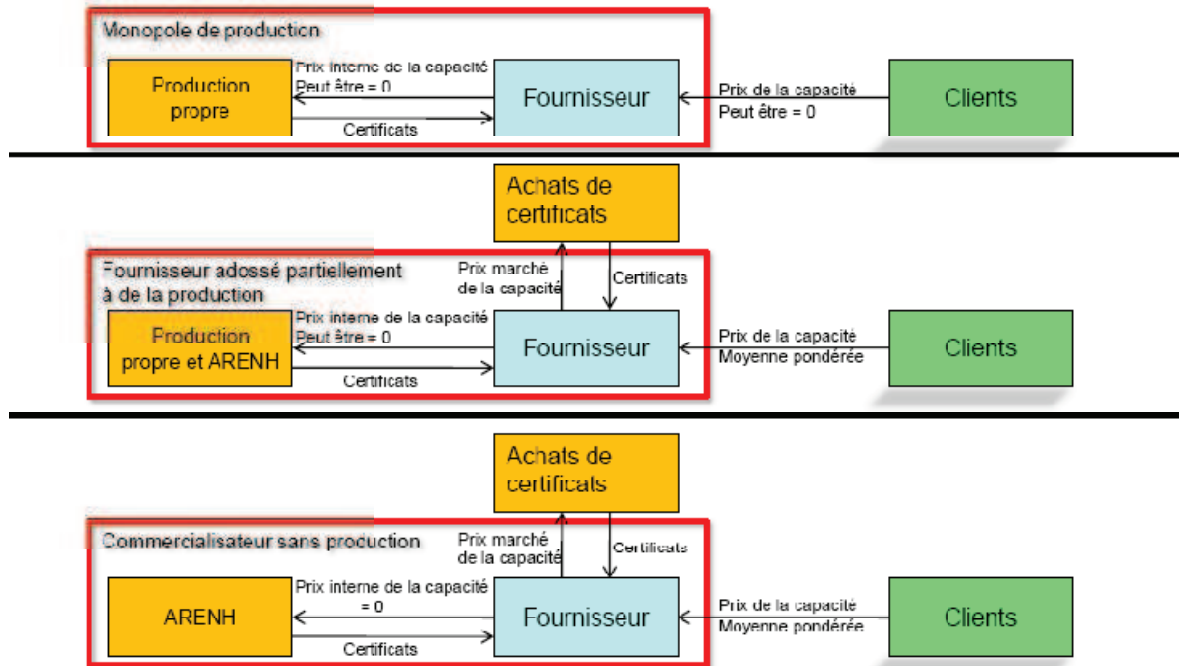 Monopole de production
Prix interne de la capacité
Peut être = 0
Production
propre
Certificats
Fournisseur
Prix de la capacité
Peut être = 0
Clients
Achats de
certificats
Fournisseur adossé partiellement
à de la production
Prix marché
de la capacité
Certificats
Prix interne de la capacité
Peut être = 0
Production
propre et ARENH
Certificats
Fournisseur
Prix de la capacité
Moyenne pondérée
Clients
Achats de
certificats
Commercialisateur sans production
Prix marché
de la capacité
Certificats
Prix interne de la capacité
= 0
ARENH
Certificats
Fournisseur
Prix de la capacité
Moyenne pondérée
Clients